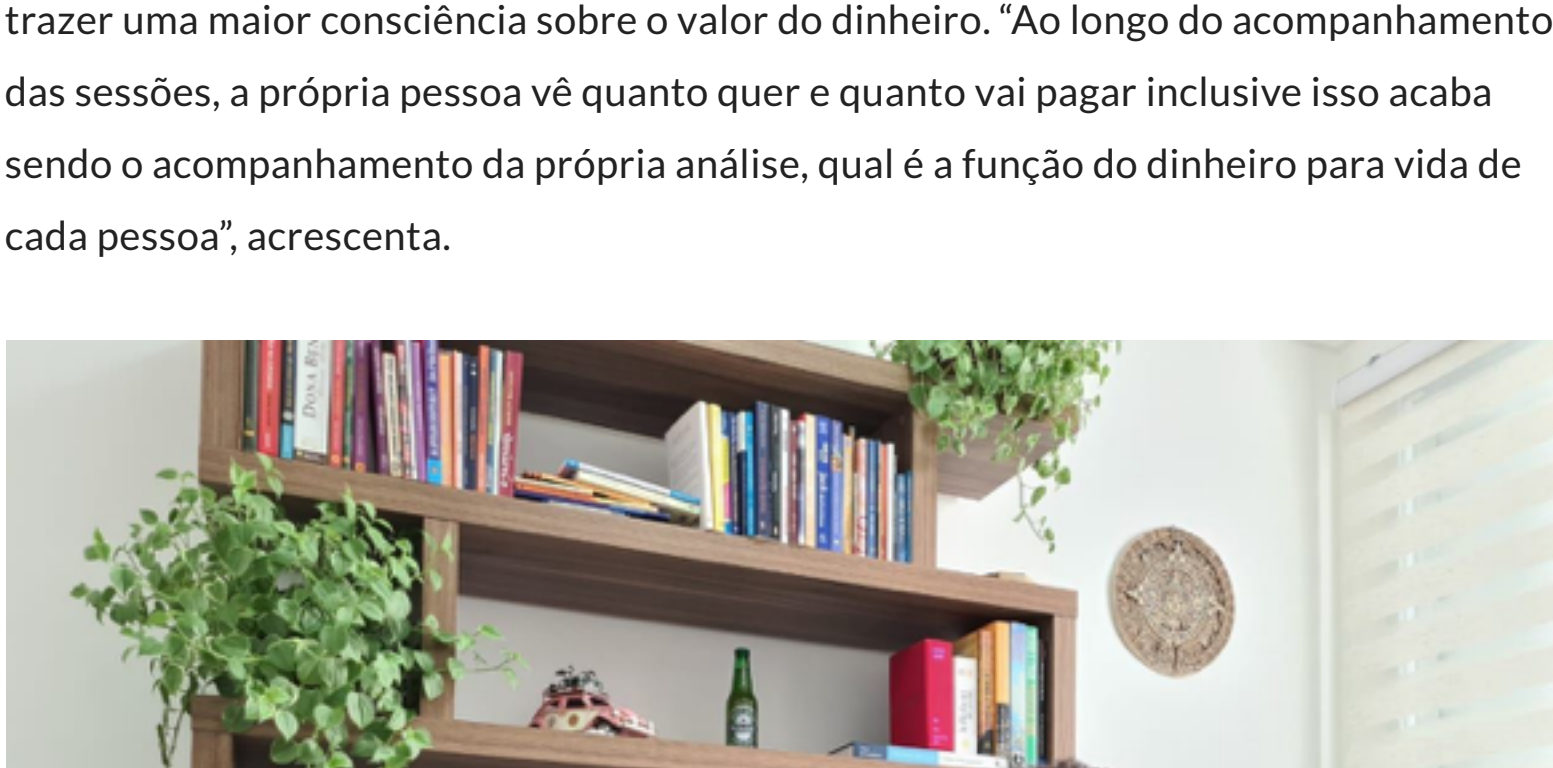 trazer uma maior consciência sobre o valor do dinheiro. “Ao longo do acompanhamento
das sessões, a própria pessoa vê quanto quer e quanto vai pagar inclusive isso acaba
sendo o acompanhamento da própria análise, qual é a função do dinheiro para vida de
cada pessoa”, acrescenta.